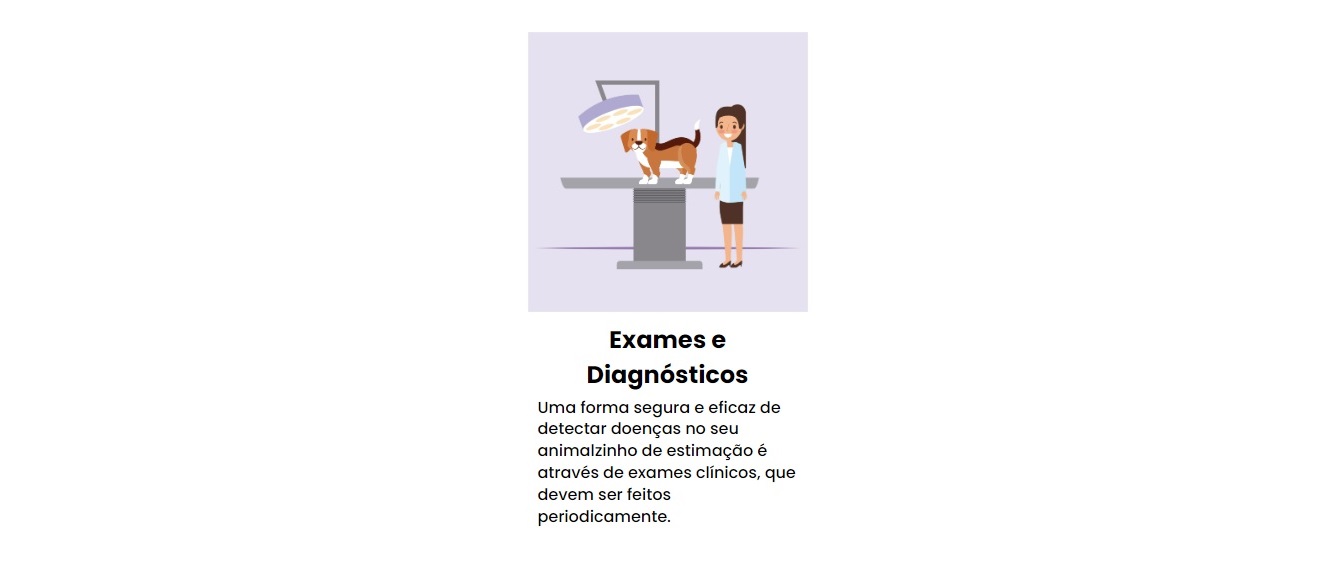 Exames e
Diagnósticos
Uma forma segura e eficaz de
detectar doenças no seu
animalzinho de estimação é
através de exames clínicos, que
devem ser feitos
periodicamente.